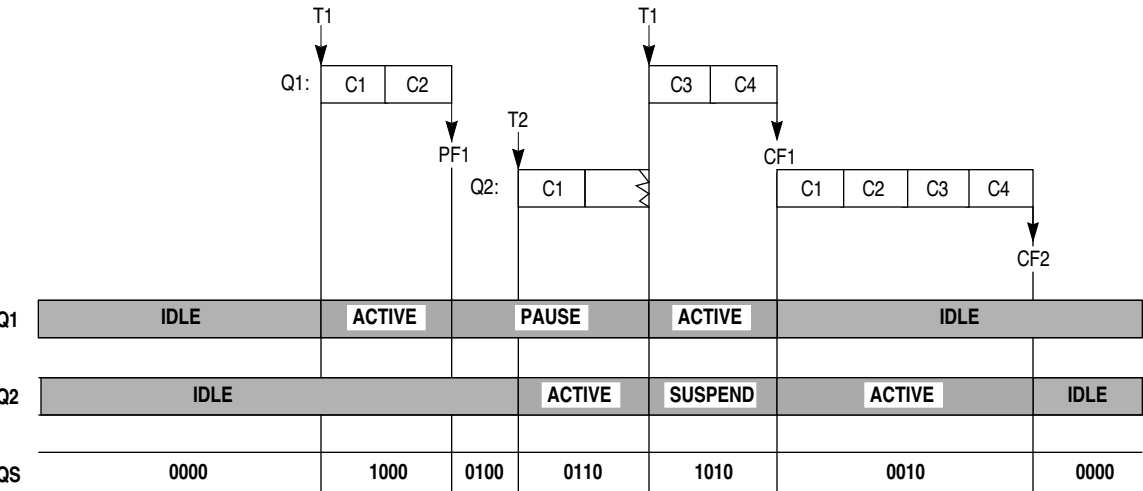 T1 T1
Q1: C1 C2 C3 C4
T2
PF1 CF1
Q2: C1 C1 C2 C3 C4
CF2
Q1 IDLE ACTIVE PAUSE ACTIVE IDLE
Q2 IDLE ACTIVE SUSPEND ACTIVE IDLE
QS 0000 1000 0100 0110 1010 0010 0000